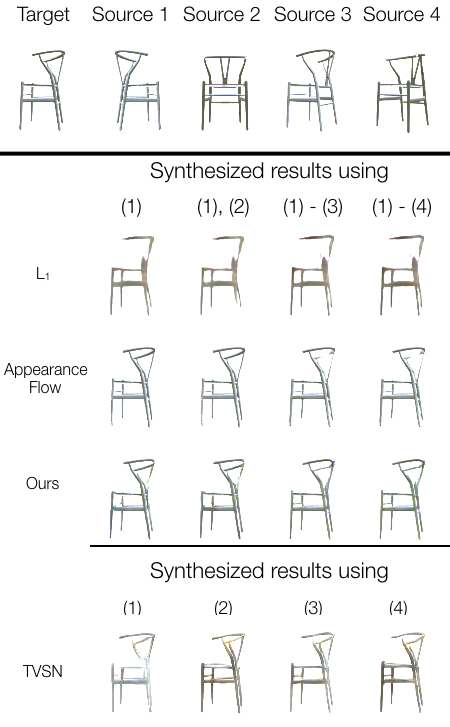 Target Source 1 Source 2 Source 3 Source 4
Synthesized results using
(1) (1), (2) (1) - (3) (1) - (4)
L₁
Appearance
Flow
Ours
Synthesized results using
(1) (2) (3) (4)
TVSN